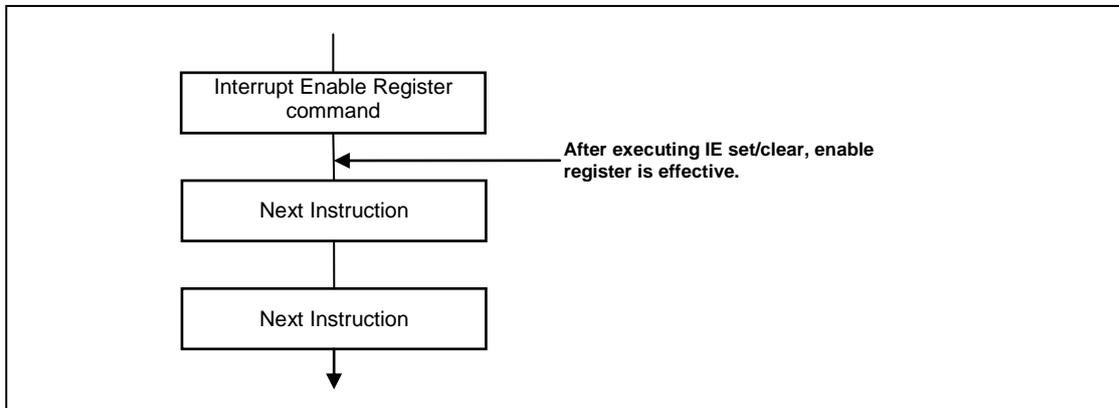 Interrupt Enable Register
command
After executing IE set/clear, enable
register is effective.
Next Instruction
Next Instruction